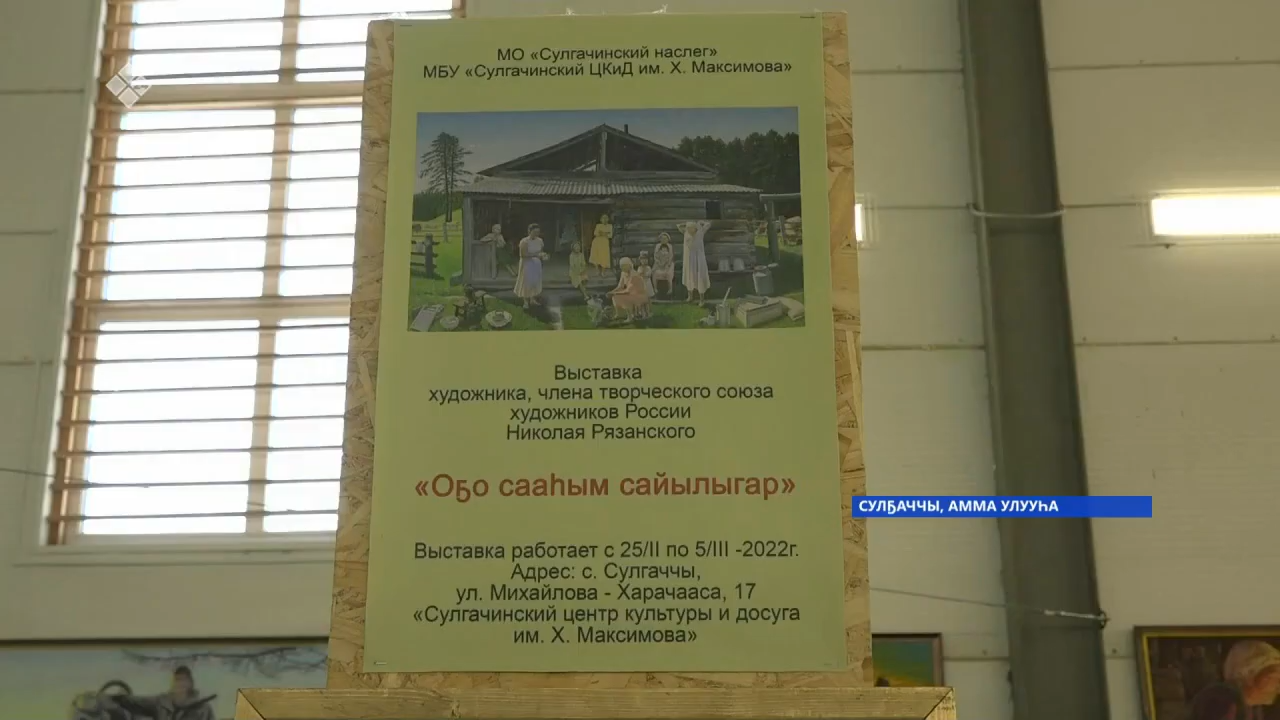 МО «Сулгачинский наслег»
МБУ «Сулгачинский ЦКиД им. Х. Максимова»
Выставка
художника, члена творческого союза
художников России
Николая Рязанского
«Оҕо сааһым сайылыгар»
Выставка работает с 25/II по 5/III -2022г.
Адрес: с. Сулгаччы,
ул. Михайлова - Харачааса, 17
«Сулгачинский центр культуры и досуга
им. Х. Максимова»
СУЛҔАЧЧЫ, АММА УЛУУҺА